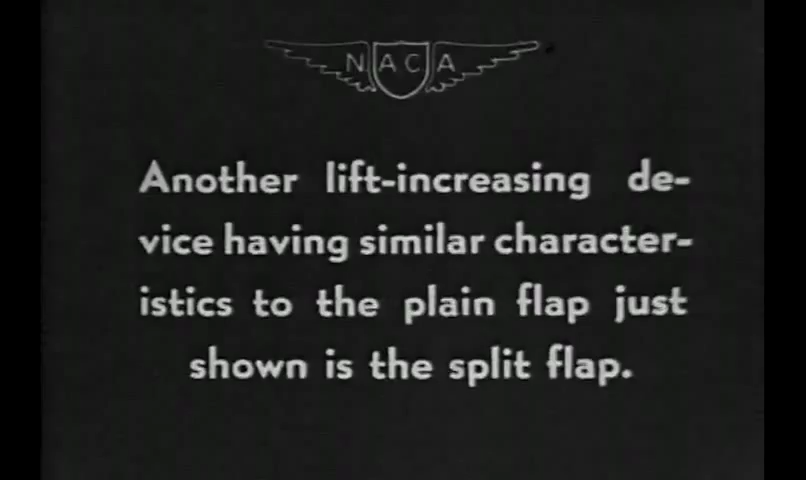 NACA
Another lift-increasing de-
vice having similar character-
istics to the plain flap just
shown is the split flap.